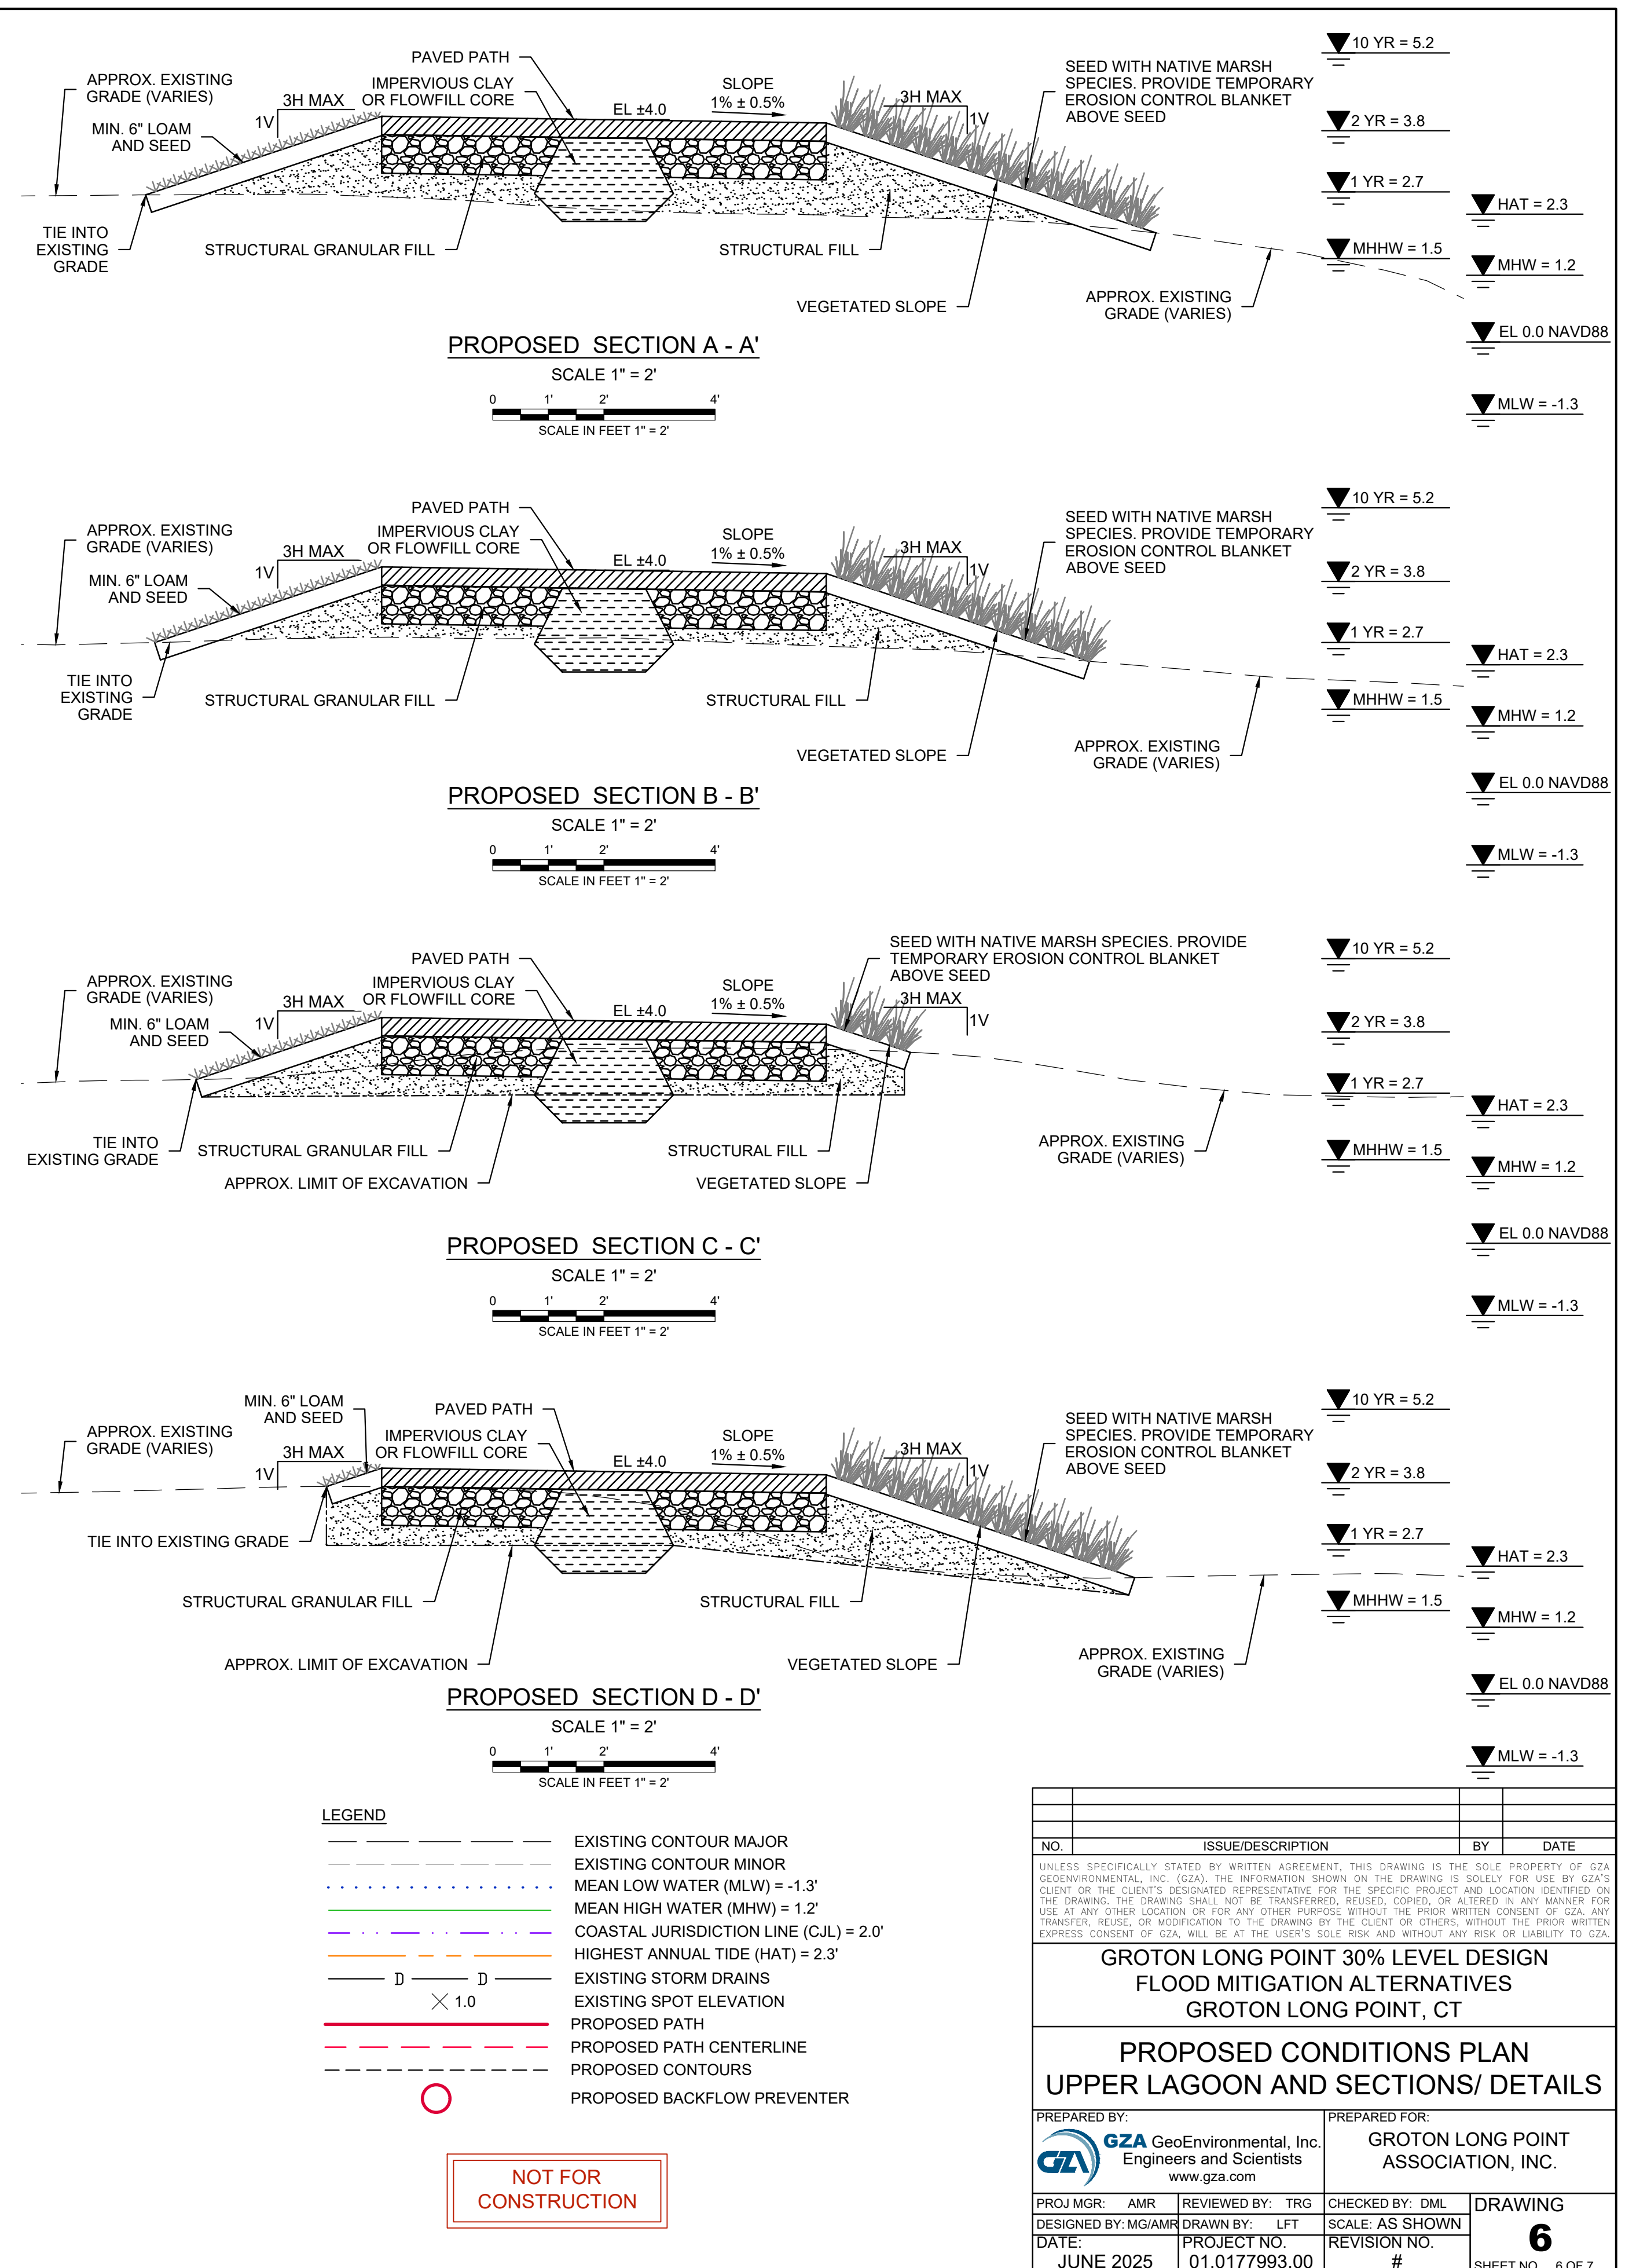 10 YR = 5.2
PAVED PATH
APPROX. EXISTING
GRADE (VARIES)
IMPERVIOUS CLAY
OR FLOWFILL CORE
SLOPE
1% ± 0.5%
SEED WITH NATIVE MARSH
SPECIES. PROVIDE TEMPORARY
EROSION CONTROL BLANKET
ABOVE SEED
3H MAX
1V
EL ±4.0
3H MAX
1V
2 YR = 3.8
MIN. 6" LOAM
AND SEED
1 YR = 2.7
HAT = 2.3
TIE INTO
EXISTING
GRADE
STRUCTURAL GRANULAR FILL
STRUCTURAL FILL
MHHW = 1.5
MHW = 1.2
VEGETATED SLOPE
APPROX. EXISTING
GRADE (VARIES)
EL 0.0 NAVD88
PROPOSED SECTION A - A'
SCALE 1" = 2'
0 1' 2' 4'
SCALE IN FEET 1" = 2'
MLW = -1.3
10 YR = 5.2
PAVED PATH
APPROX. EXISTING
GRADE (VARIES)
IMPERVIOUS CLAY
OR FLOWFILL CORE
SLOPE
1% ± 0.5%
SEED WITH NATIVE MARSH
SPECIES. PROVIDE TEMPORARY
EROSION CONTROL BLANKET
ABOVE SEED
3H MAX
1V
EL ±4.0
3H MAX
1V
2 YR = 3.8
MIN. 6" LOAM
AND SEED
1 YR = 2.7
HAT = 2.3
TIE INTO
EXISTING
GRADE
STRUCTURAL GRANULAR FILL
STRUCTURAL FILL
MHHW = 1.5
MHW = 1.2
VEGETATED SLOPE
APPROX. EXISTING
GRADE (VARIES)
EL 0.0 NAVD88
PROPOSED SECTION B - B'
SCALE 1" = 2'
0 1' 2' 4'
SCALE IN FEET 1" = 2'
MLW = -1.3
SEED WITH NATIVE MARSH SPECIES. PROVIDE
TEMPORARY EROSION CONTROL BLANKET
ABOVE SEED
10 YR = 5.2
PAVED PATH
APPROX. EXISTING
GRADE (VARIES)
IMPERVIOUS CLAY
OR FLOWFILL CORE
SLOPE
1% ± 0.5%
3H MAX
1V
EL ±4.0
3H MAX
1V
2 YR = 3.8
MIN. 6" LOAM
AND SEED
1 YR = 2.7
HAT = 2.3
TIE INTO
EXISTING GRADE
STRUCTURAL GRANULAR FILL
STRUCTURAL FILL
APPROX. EXISTING
GRADE (VARIES)
MHHW = 1.5
MHW = 1.2
APPROX. LIMIT OF EXCAVATION
VEGETATED SLOPE
EL 0.0 NAVD88
PROPOSED SECTION C - C'
SCALE 1" = 2'
0 1' 2' 4'
SCALE IN FEET 1" = 2'
MLW = -1.3
10 YR = 5.2
MIN. 6" LOAM
AND SEED
PAVED PATH
APPROX. EXISTING
GRADE (VARIES)
IMPERVIOUS CLAY
OR FLOWFILL CORE
SLOPE
1% ± 0.5%
SEED WITH NATIVE MARSH
SPECIES. PROVIDE TEMPORARY
EROSION CONTROL BLANKET
ABOVE SEED
3H MAX
1V
EL ±4.0
3H MAX
1V
2 YR = 3.8
TIE INTO EXISTING GRADE
1 YR = 2.7
HAT = 2.3
STRUCTURAL GRANULAR FILL
STRUCTURAL FILL
MHHW = 1.5
MHW = 1.2
APPROX. LIMIT OF EXCAVATION
VEGETATED SLOPE
APPROX. EXISTING
GRADE (VARIES)
EL 0.0 NAVD88
PROPOSED SECTION D - D'
SCALE 1" = 2'
0 1' 2' 4'
SCALE IN FEET 1" = 2'
MLW = -1.3
LEGEND
EXISTING CONTOUR MAJOR
EXISTING CONTOUR MINOR
MEAN LOW WATER (MLW) = -1.3'
MEAN HIGH WATER (MHW) = 1.2'
COASTAL JURISDICTION LINE (CJL) = 2.0'
HIGHEST ANNUAL TIDE (HAT) = 2.3'
D D EXISTING STORM DRAINS
1.0 EXISTING SPOT ELEVATION
PROPOSED PATH
PROPOSED PATH CENTERLINE
PROPOSED CONTOURS
PROPOSED BACKFLOW PREVENTER
NOT FOR
CONSTRUCTION
NO. ISSUE/DESCRIPTION BY DATE
UNLESS SPECIFICALLY STATED BY WRITTEN AGREEMENT, THIS DRAWING IS THE SOLE PROPERTY OF GZA
GEOENVIRONMENTAL, INC. (GZA). THE INFORMATION SHOWN ON THE DRAWING IS SOLELY FOR USE BY GZA'S
CLIENT OR THE CLIENT'S DESIGNATED REPRESENTATIVE FOR THE SPECIFIC PROJECT AND LOCATION IDENTIFIED ON
THE DRAWING. THE DRAWING SHALL NOT BE TRANSFERRED, REUSED, COPIED, OR ALTERED IN ANY MANNER FOR
USE AT ANY OTHER LOCATION OR FOR ANY OTHER PURPOSE WITHOUT THE PRIOR WRITTEN CONSENT OF GZA. ANY
TRANSFER, REUSE, OR MODIFICATION TO THE DRAWING BY THE CLIENT OR OTHERS, WITHOUT THE PRIOR WRITTEN
EXPRESS CONSENT OF GZA, WILL BE AT THE USER'S SOLE RISK AND WITHOUT ANY RISK OR LIABILITY TO GZA.
GROTON LONG POINT 30% LEVEL DESIGN
FLOOD MITIGATION ALTERNATIVES
GROTON LONG POINT, CT
PROPOSED CONDITIONS PLAN
UPPER LAGOON AND SECTIONS/ DETAILS
PREPARED BY:
GZA
GZA GeoEnvironmental, Inc.
Engineers and Scientists
www.gza.com
PREPARED FOR:
GROTON LONG POINT
ASSOCIATION, INC.
PROJ MGR: AMR REVIEWED BY: TRG CHECKED BY: DML
DESIGNED BY: MG/AMR DRAWN BY: LFT SCALE: AS SHOWN
DATE:
JUNE 2025
PROJECT NO.
01.0177993.00
REVISION NO.
#
DRAWING
6
SHEET NO. 6 OF 7